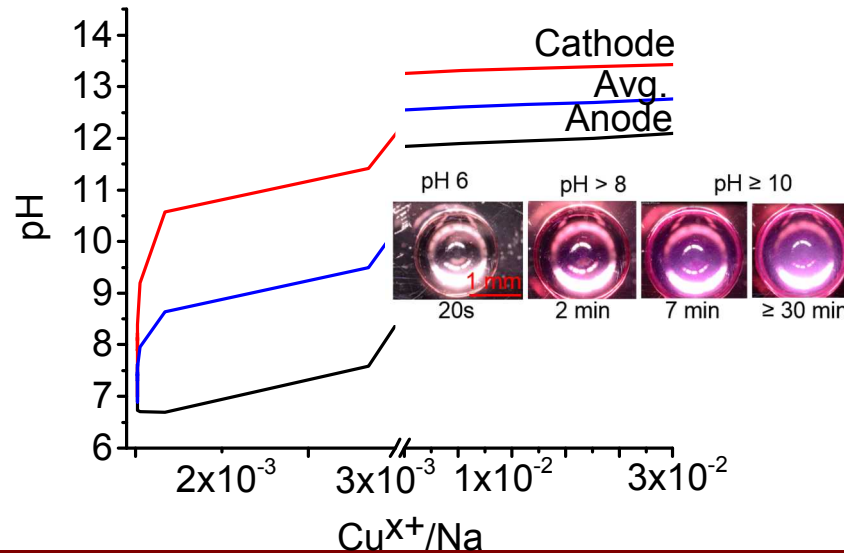 14
13
12
11
10
9
8
7
6
pH
Cathode
Avg.
Anode
pH 6
pH > 8
pH ≥ 10
1 mm
20s
2 min
7 min
≥ 30 min
2x10⁻³
3x10⁻³
1x10⁻²
3x10⁻²
Cuˣ⁺/Na